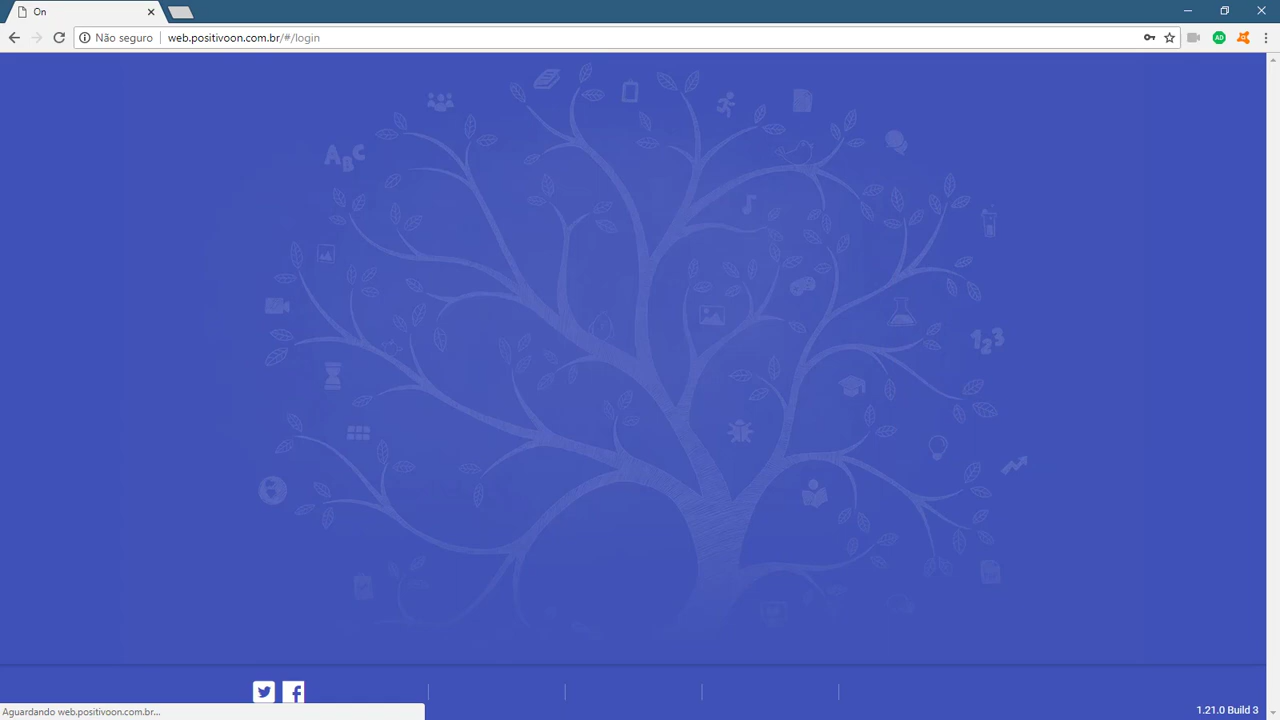 On
Não seguro
web.positivoon.com.br/#/login
AD
ABC
123
Aguardando web.positivoon.com.br...
1.21.0 Build 3